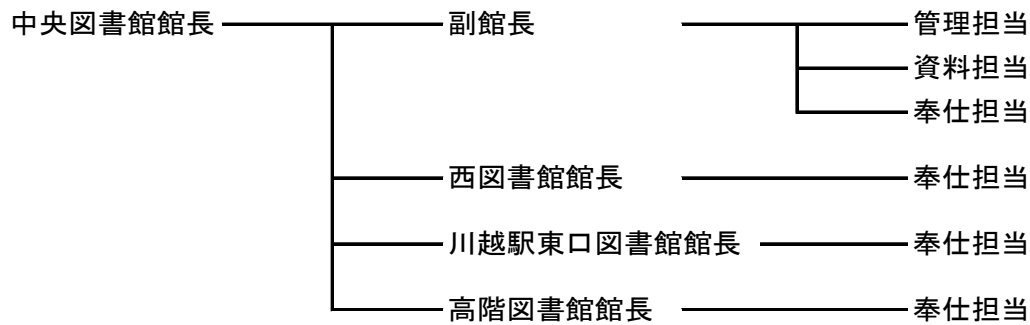 中央図書館館長 副館長 管理担当
資料担当
奉仕担当
西図書館館長 奉仕担当
川越駅東口図書館館長 奉仕担当
高階図書館館長 奉仕担当